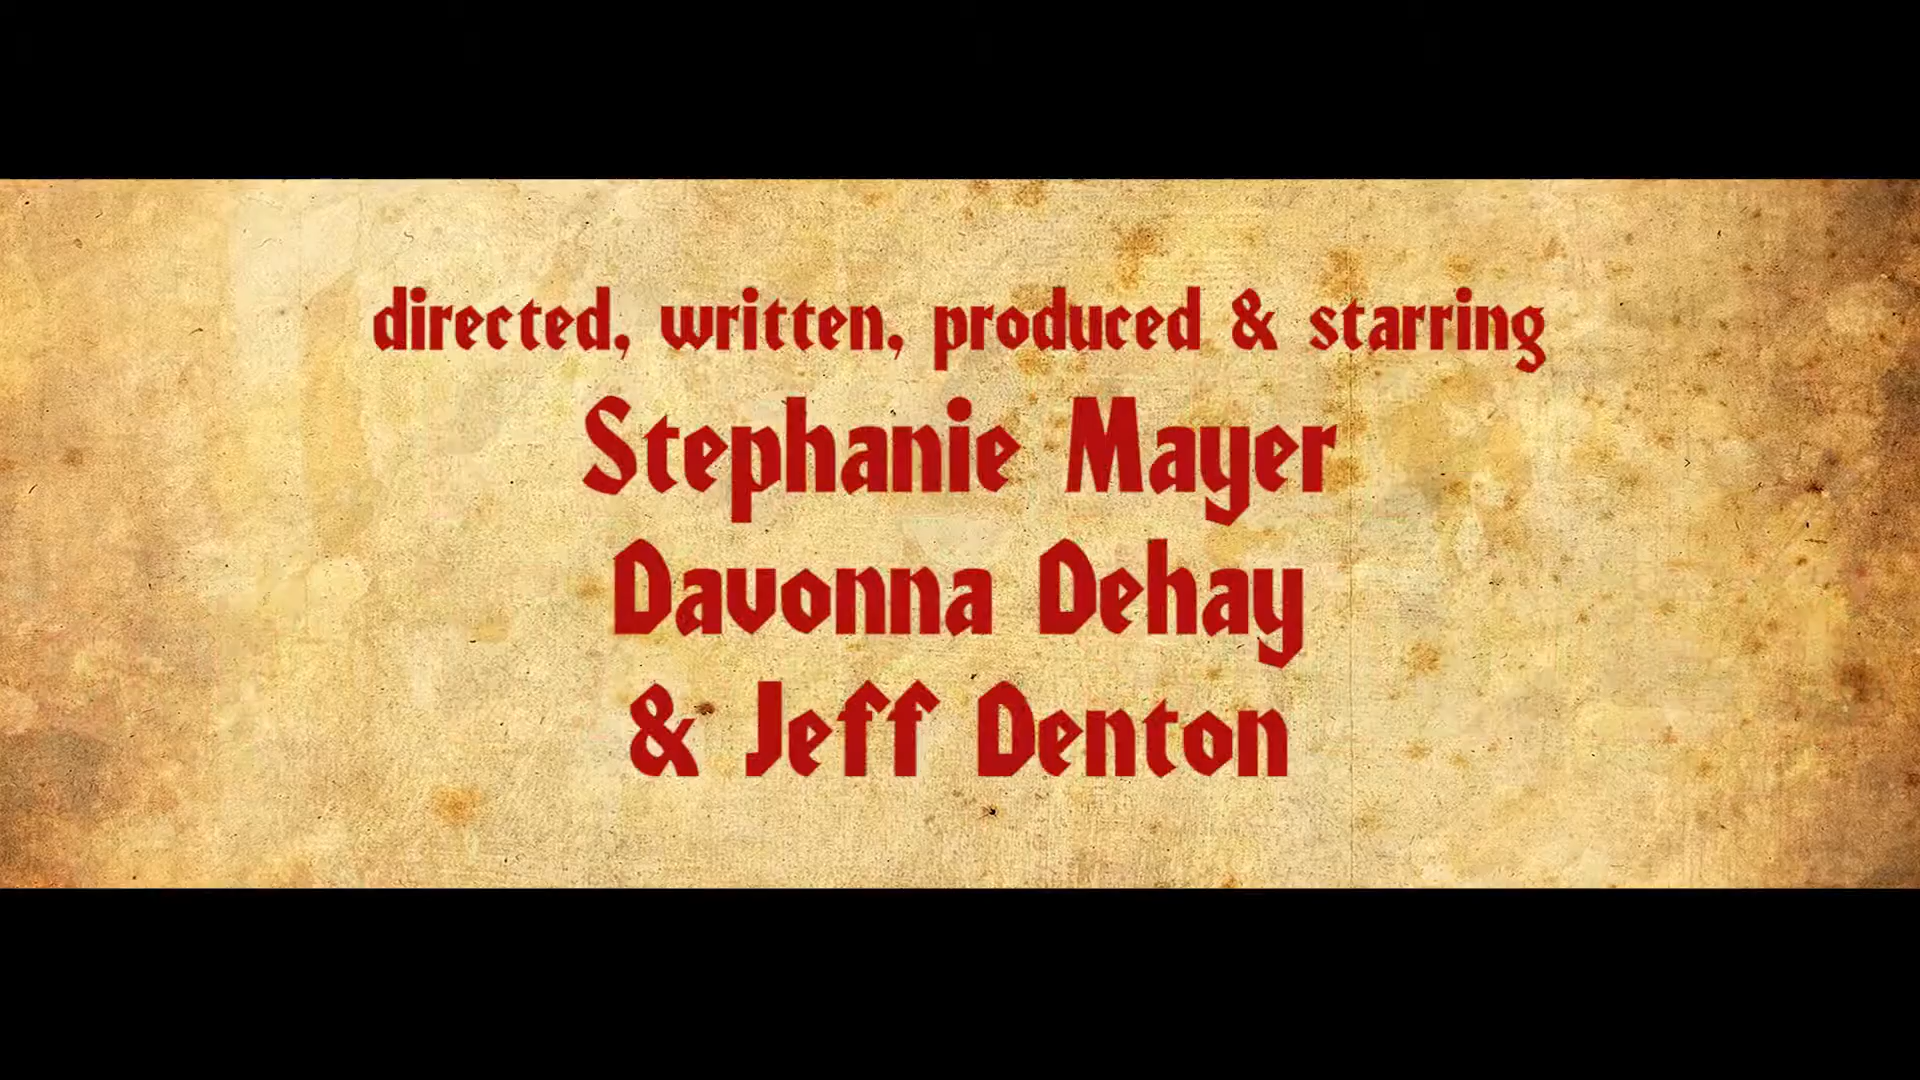 directed, written, produced & starring
Stephanie Mayer
Davonna Dehay
& Jeff Denton